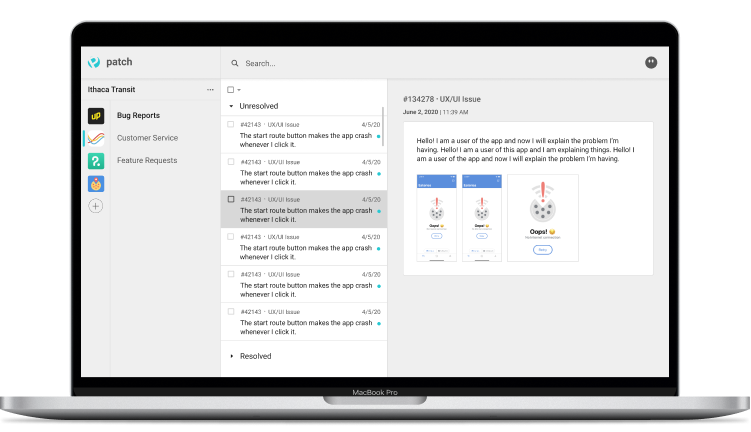 patch
Search...
Ithaca Transit
Bug Reports
Customer Service
Feature Requests
Unresolved
#42143 · UX/UI Issue 4/5/20
The start route button makes the app crash
whenever I click it.
#42143 · UX/UI Issue 4/5/20
The start route button makes the app crash
whenever I click it.
#42143 · UX/UI Issue 4/5/20
The start route button makes the app crash
whenever I click it.
#42143 · UX/UI Issue 4/5/20
The start route button makes the app crash
whenever I click it.
#42143 · UX/UI Issue 4/5/20
The start route button makes the app crash
whenever I click it.
#42143 · UX/UI Issue 4/5/20
The start route button makes the app crash
whenever I click it.
Resolved
#134278 · UX/UI Issue
June 2, 2020 | 11:39 AM
Hello! I am a user of the app and now I will explain the problem I'm
having. Hello! I am a user of this app and I am explaining things. Hello! I
am a user of the app and now I will explain the problem I'm having.
Oops!
Oops!
Oops!
Retry
MacBook Pro